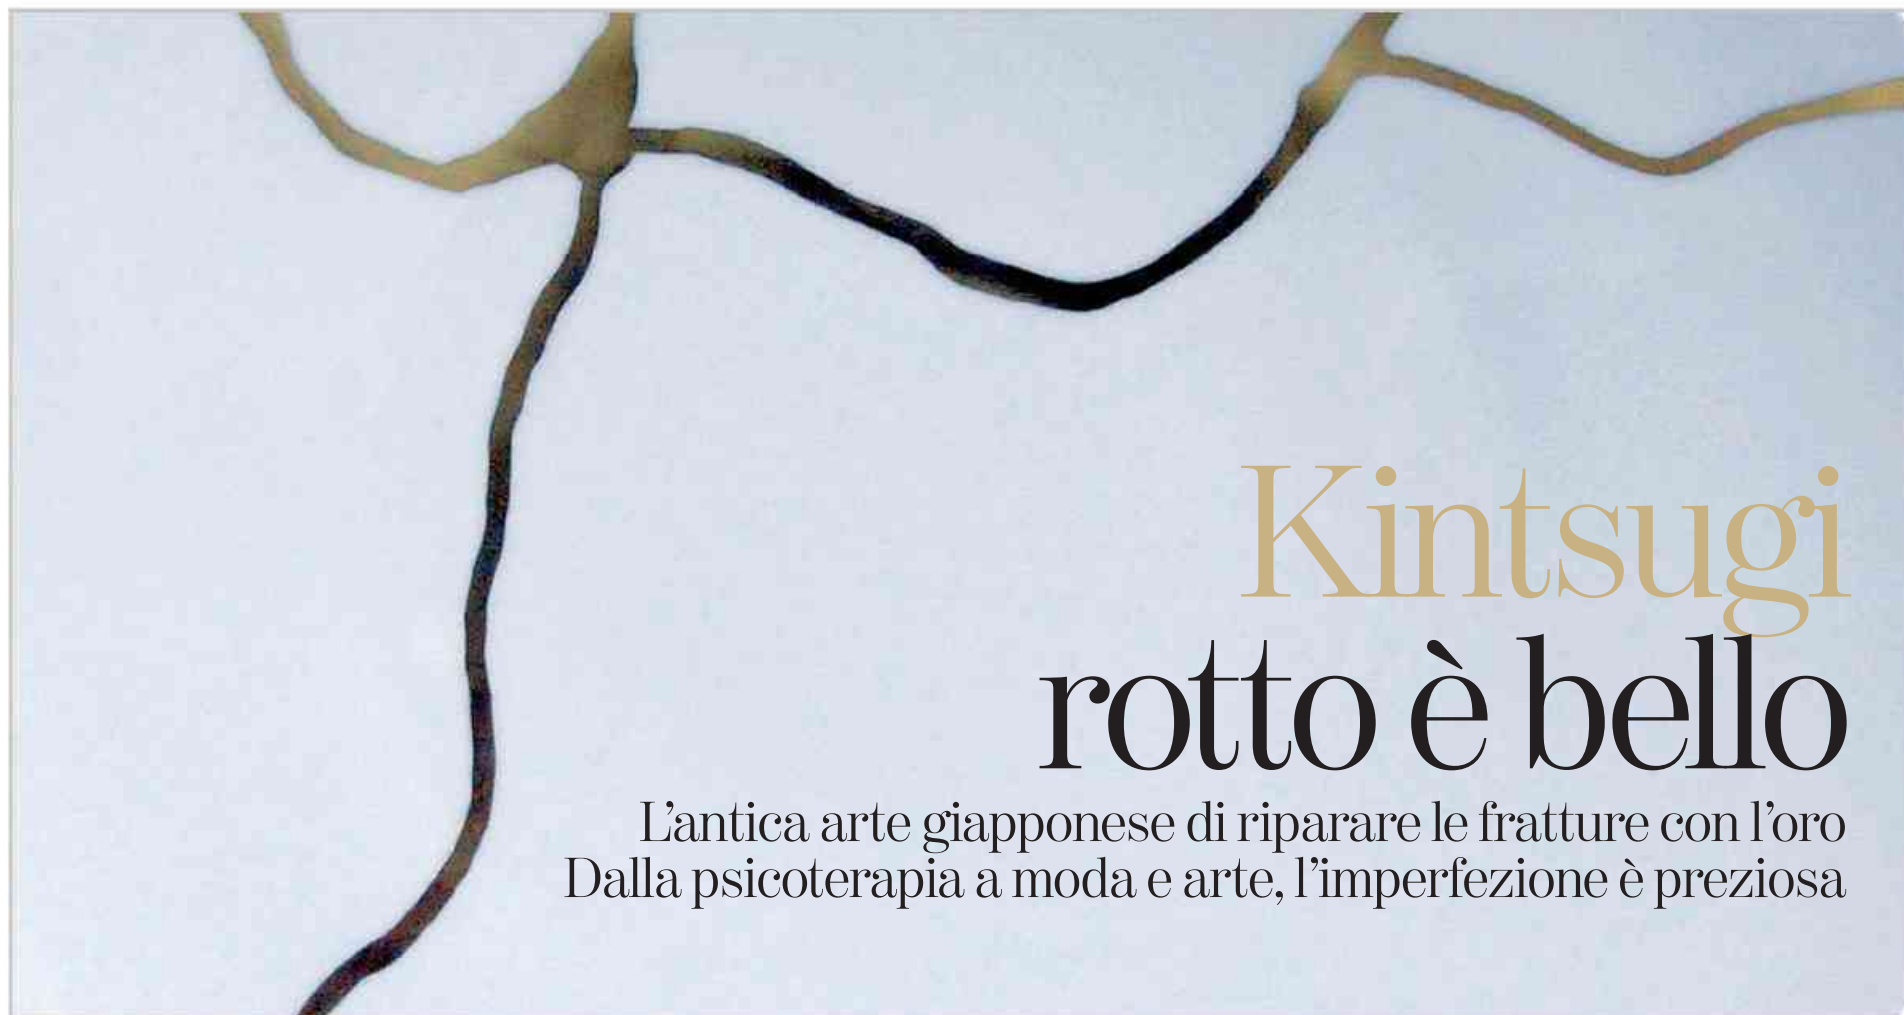 Kintsugi
rotto è bello
L’antica arte giapponese di riparare le fratture con l’oro
Dalla psicoterapia a moda e arte, l’imperfezione è preziosa